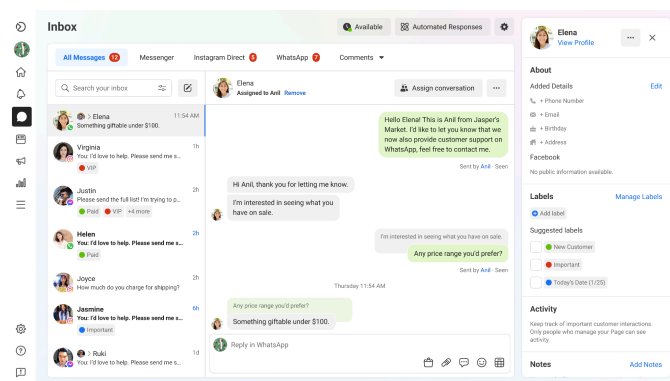 Inbox
Available
Automated Responses
All Messages 12
Messenger
Instagram Direct 5
WhatsApp 7
Comments
Search your inbox
> Elena
11:54 AM
Something giftable under $100.
Virginia
1h
You: I'd love to help. Please send me s...
VIP
Justin
2h
Please send the full list! I'm trying to p...
Paid
VIP
+4 more
Helen
2h
You: I'd love to help. Please send me s...
Paid
Joyce
2h
How much do you charge for shipping?
Jasmine
6h
You: I'd love to help. Please send me s...
Important
> Ruki
1d
You: I'd love to help. Please send me s...
Elena
Assigned to Anil Remove
Assign conversation
Hello Elena! This is Anil from Jasper's
Market. I'd like to let you know that we
now also provide customer support on
WhatsApp, feel free to contact me.
Sent by Anil · Seen
Hi Anil, thank you for letting me know.
I'm interested in seeing what you
have on sale.
I'm interested in seeing what you have on sale.
Any price range you'd prefer?
Sent by Anil · Seen
Thursday 11:54 AM
Any price range you'd prefer?
Something giftable under $100.
Reply in WhatsApp
Elena
View Profile
About
Added Details
Edit
+ Phone Number
+ Email
+ Birthday
+ Address
Facebook
No public information available.
Labels
Manage Labels
Add label
Suggested labels
New Customer
Important
Today's Date (1/25)
Activity
Keep track of important customer interactions.
Only people who manage your Page can see
activity.
Notes
Add Notes